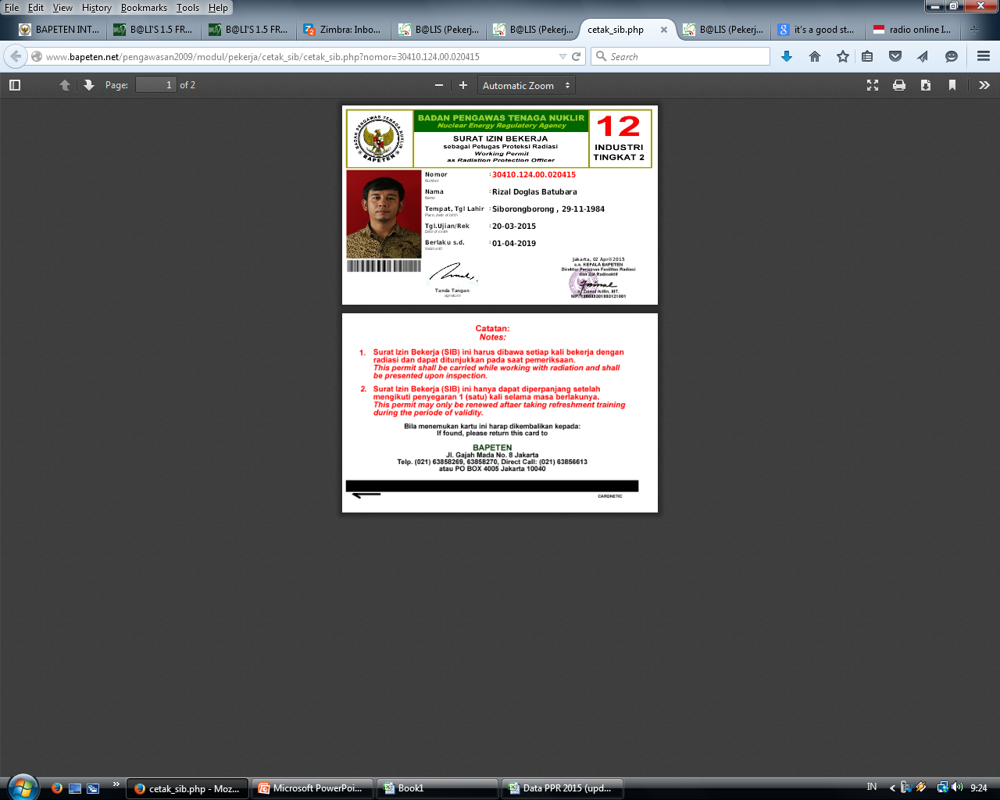 File Edit View History Bookmarks Tools Help
BAPETEN INT... B@LI'S 1.5 FR... B@LI'S 1.5 FR... Zimbra: Inbo... B@LIS (Pekerj... B@LIS (Pekerj... cetak_sib.php B@LIS (Pekerj... it's a good st... radio online I...
www.bapeten.net/pengawasan2009/modul/pekerja/cetak_sib/cetak_sib.php?nomor=30410.124.00.020415 Search
Page: 1 of 2 Automatic Zoom
BADAN PENGAWAS TENAGA NUKLIR
Nuclear Energy Regulatory Agency
BADAN PENGAWAS TENAGA NUKLIR
BAPETEN
SURAT IZIN BEKERJA
sebagai Petugas Proteksi Radiasi
Working Permit
as Radiation Protection Officer
12
INDUSTRI
TINGKAT 2
Nomor : 30410.124.00.020415
Number
Nama : Rizal Doglas Batubara
Name
Tempat, Tgl Lahir : Siborongborong , 29-11-1984
Place, date of birth
Tgl.Ujian/Rek : 20-03-2015
Date of exam
Berlaku s.d. : 01-04-2019
Valid until
Tanda Tangan
signature
Jakarta, 02 April 2015
a.n. KEPALA BAPETEN
Direktur Perizinan Fasilitas Radiasi
dan Zat Radioaktif
Zainal Arifin, MT.
Catatan:
Notes:
1. Surat Izin Bekerja (SIB) ini harus dibawa setiap kali bekerja dengan
radiasi dan dapat ditunjukkan pada saat pemeriksaan.
This permit shall be carried while working with radiation and shall
be presented upon inspection.
2. Surat Izin Bekerja (SIB) ini hanya dapat diperpanjang setelah
mengikuti penyegaran 1 (satu) kali selama masa berlakunya.
This permit may only be renewed aftaer taking refreshment training
during the periode of validity.
Bila menemukan kartu ini harap dikembalikan kepada:
If found, please return this card to
BAPETEN
Jl. Gajah Mada No. 8 Jakarta
Telp. (021) 63858269, 63858270, Direct Call: (021) 63856613
atau PO BOX 4005 Jakarta 10040
CARDNETIC
cetak_sib.php - Moz... Microsoft PowerPoi... Book1 Data PPR 2015 (upd... IN 9:24